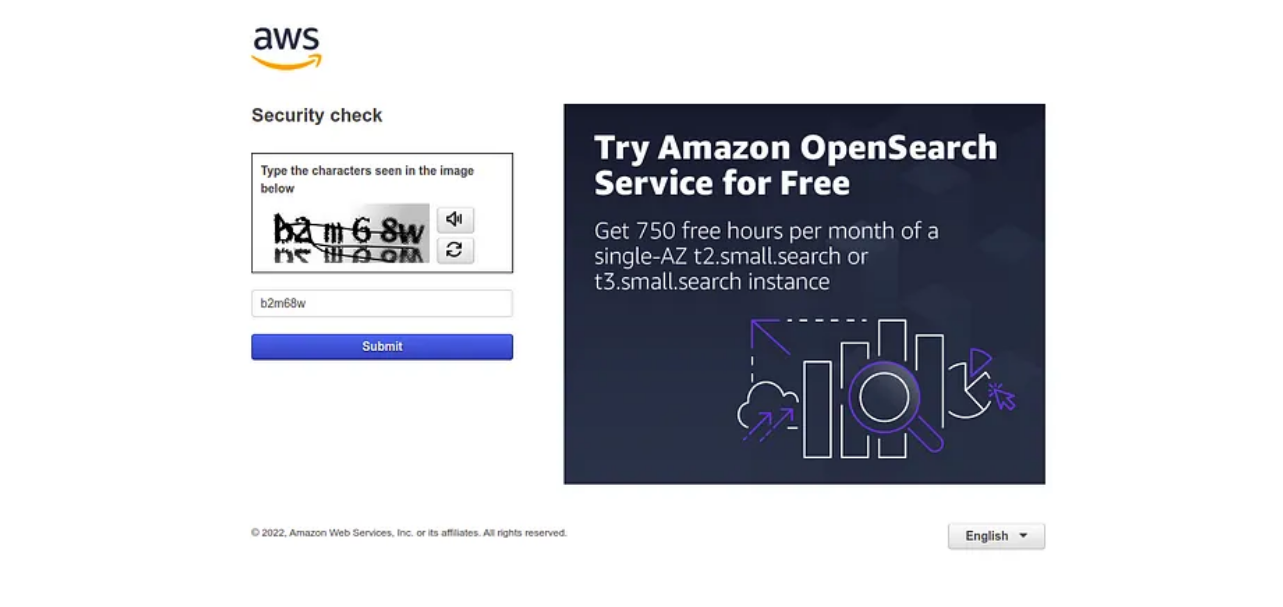 aws
Security check
Type the characters seen in the image
below
b2m68w
Submit
Try Amazon OpenSearch
Service for Free
Get 750 free hours per month of a
single-AZ t2.small.search or
t3.small.search instance
© 2022, Amazon Web Services, Inc. or its affiliates. All rights reserved.
English